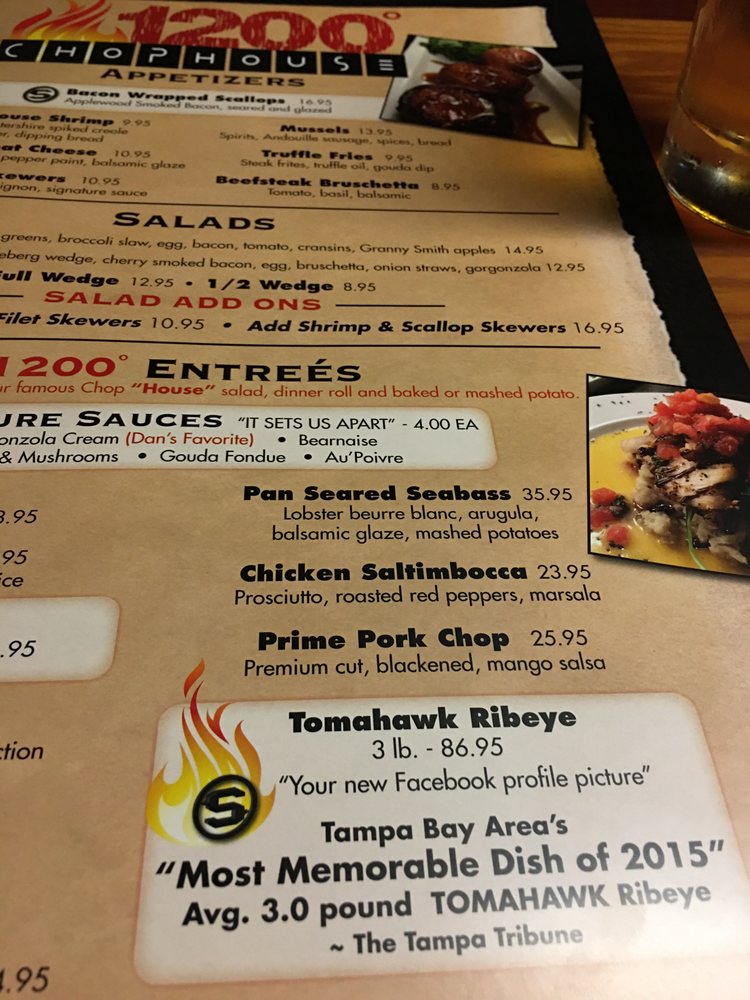 1200°
CHOPHOUSE
APPETIZERS
S Bacon Wrapped Scallops 16.95
Applewood Smoked Bacon, seared and glazed
Shrimp 9.95
spiked creole
dipping bread
Mussels 13.95
Spirits, Andouille sausage, spices, bread
Cheese 10.95
pepper paint, balsamic glaze
Truffle Fries 9.95
Steak frites, truffle oil, gouda dip
10.95
signature sauce
Beefsteak Bruschetta 8.95
Tomato, basil, balsamic
SALADS
greens, broccoli slaw, egg, bacon, tomato, cransins, Granny Smith apples 14.95
wedge, cherry smoked bacon, egg, bruschetta, onion straws, gorgonzola 12.95
Full Wedge 12.95 • 1/2 Wedge 8.95
SALAD ADD ONS
Filet Skewers 10.95 • Add Shrimp & Scallop Skewers 16.95
1200° ENTREÉS
famous Chop "House" salad, dinner roll and baked or mashed potato.
SAUCES "IT SETS US APART" - 4.00 EA
Cream (Dan's Favorite) • Bearnaise
& Mushrooms • Gouda Fondue • Au'Poivre
Pan Seared Seabass 35.95
Lobster beurre blanc, arugula,
balsamic glaze, mashed potatoes
Chicken Saltimbocca 23.95
Prosciutto, roasted red peppers, marsala
Prime Pork Chop 25.95
Premium cut, blackened, mango salsa
Tomahawk Ribeye
3 lb. - 86.95
"Your new Facebook profile picture"
S
Tampa Bay Area's
"Most Memorable Dish of 2015"
Avg. 3.0 pound TOMAHAWK Ribeye
~ The Tampa Tribune